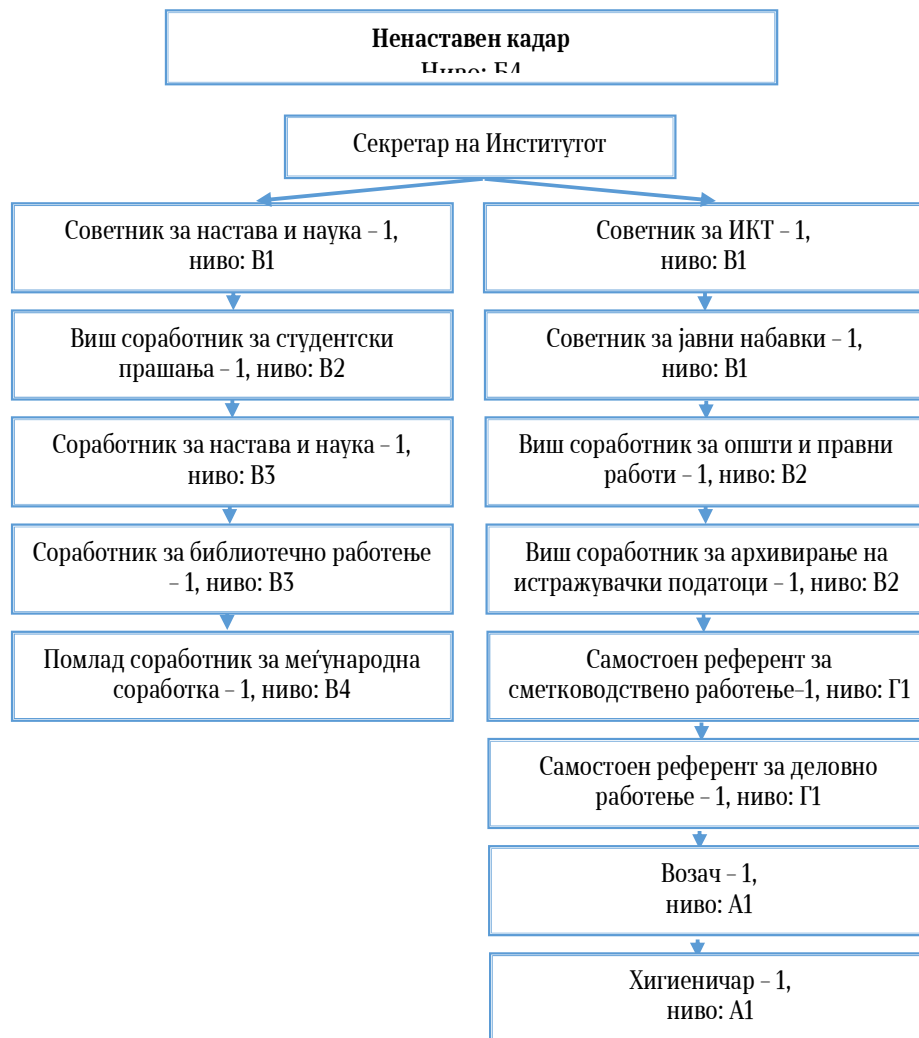 Ненаставен кадар
Ниво: Б4
Секретар на Институтот
Советник за настава и наука – 1,
ниво: В1
Виш соработник за студентски
прашања – 1, ниво: В2
Соработник за настава и наука – 1,
ниво: В3
Соработник за библиотечно работење
– 1, ниво: В3
Помлад соработник за меѓународна
соработка – 1, ниво: В4
Советник за ИКТ – 1,
ниво: В1
Советник за јавни набавки – 1,
ниво: В1
Виш соработник за општи и правни
работи – 1, ниво: В2
Виш соработник за архивирање на
истражувачки податоци – 1, ниво: В2
Самостоен референт за
сметководствено работење–1, ниво: Г1
Самостоен референт за деловно
работење – 1, ниво: Г1
Возач – 1,
ниво: А1
Хигиеничар – 1,
ниво: А1